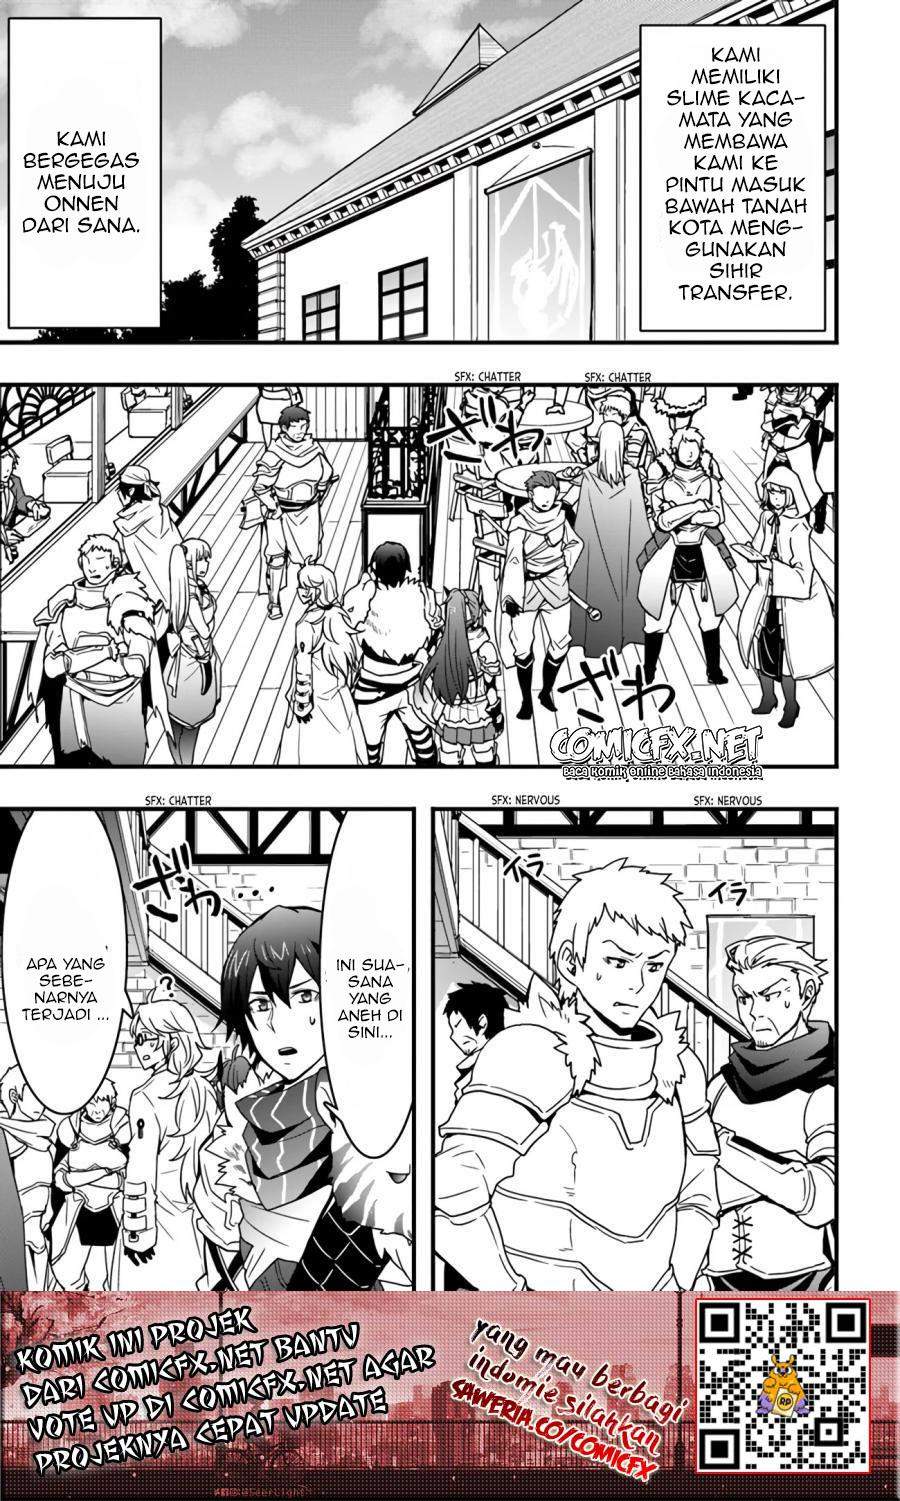 KAMI
MEMILIKI
SLIME KACA-
MATA YANG
MEMBAWA
KAMI KE
PINTU MASUK
BAWAH TANAH
KOTA MENG-
GUNAKAN
SIHIR
TRANSFER.
KAMI
BERGEGAS
MENUJU
ONNEN
DARI SANA.
SFX: CHATTER
SFX: CHATTER
ざわ
ざわ
COMICFX.NET
Baca Komik online Bahasa Indonesia
SFX: NERVOUS
SFX: NERVOUS
イラ
イラ
SFX: CHATTER
ざわ...
INI SUA-
SANA
YANG
ANEH DI
SINI...
?
APA YANG
SEBE-
NARNYA
TERJADI ...
KOMIK INI PROJEK
DARI COMICFX.NET BANTU
VOTE UP DI COMICFX.NET AGAR
PROJEKNYA CEPAT UPDATE
yang mau berbagi
indomie silahkan
SAWERIA.CO/COMICFX
RP